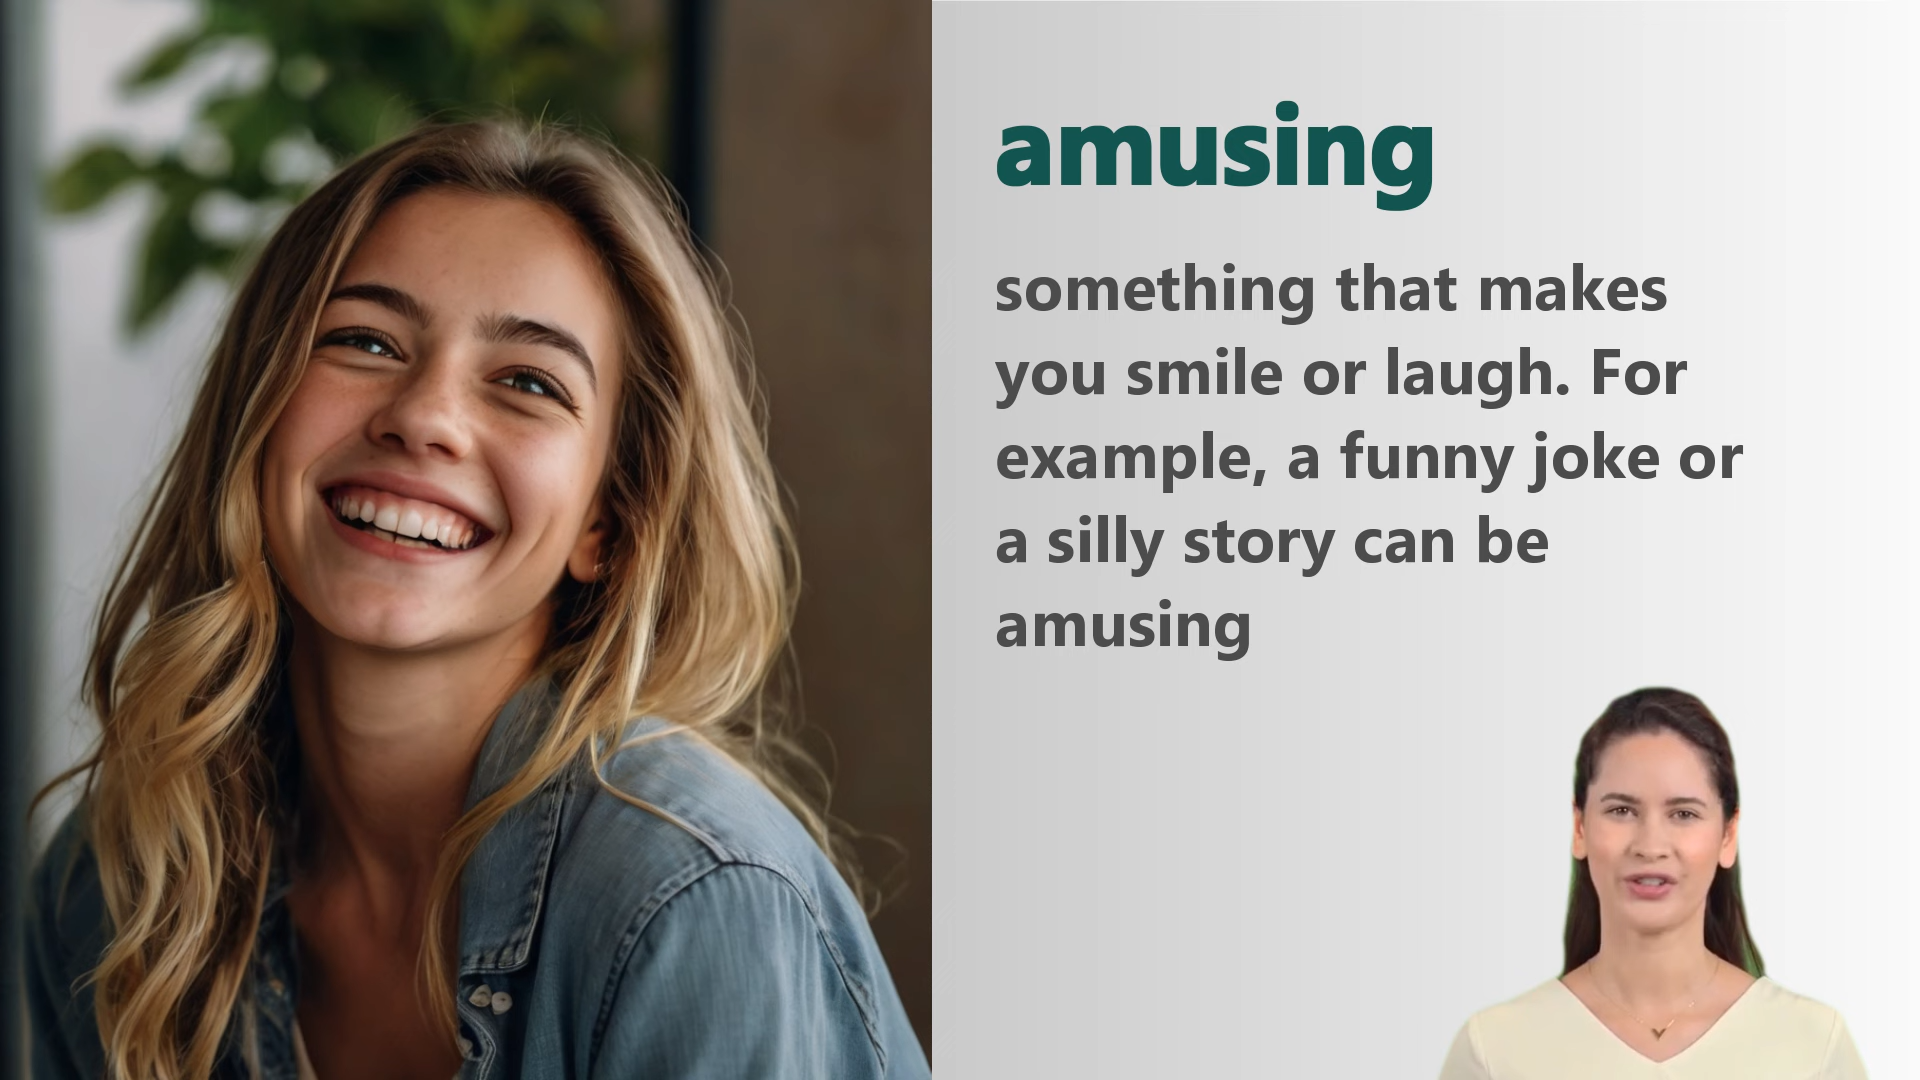 amusing
something that makes
you smile or laugh. For
example, a funny joke or
a silly story can be
amusing